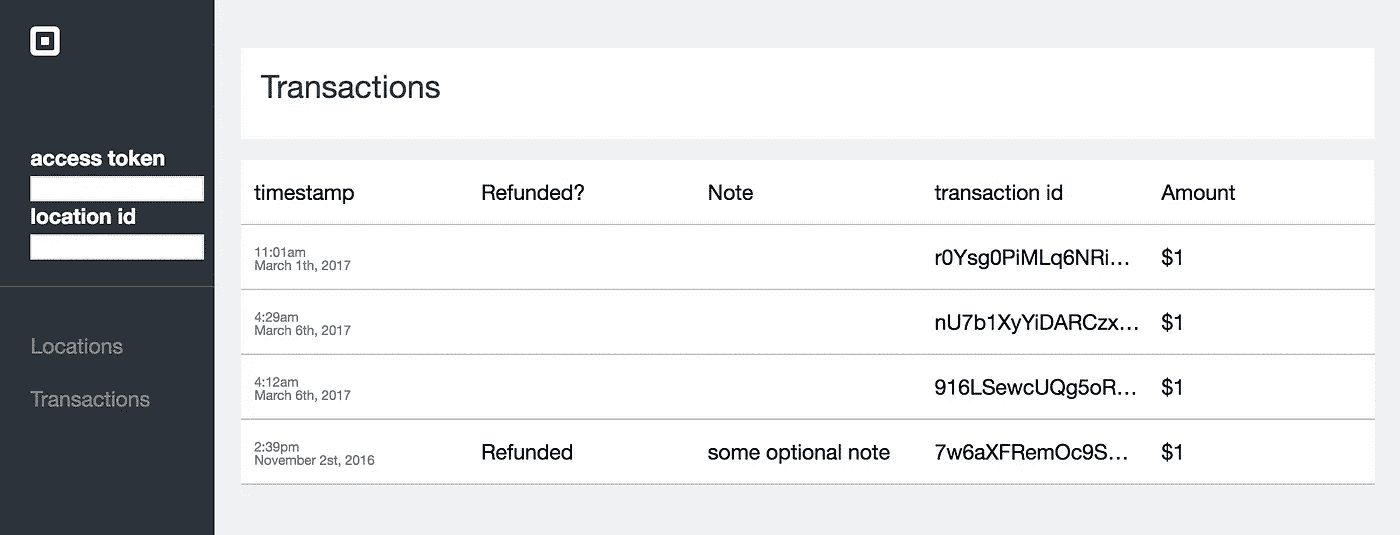 access token
location id
Locations
Transactions
Transactions
timestamp Refunded? Note transaction id Amount
11:01am
March 1th, 2017
r0Ysg0PiMLq6NRi… $1
4:29am
March 6th, 2017
nU7b1XyYiDARCzx… $1
4:12am
March 6th, 2017
916LSewcUQg5oR… $1
2:39pm
November 2st, 2016
Refunded some optional note 7w6aXFRemOc9S… $1